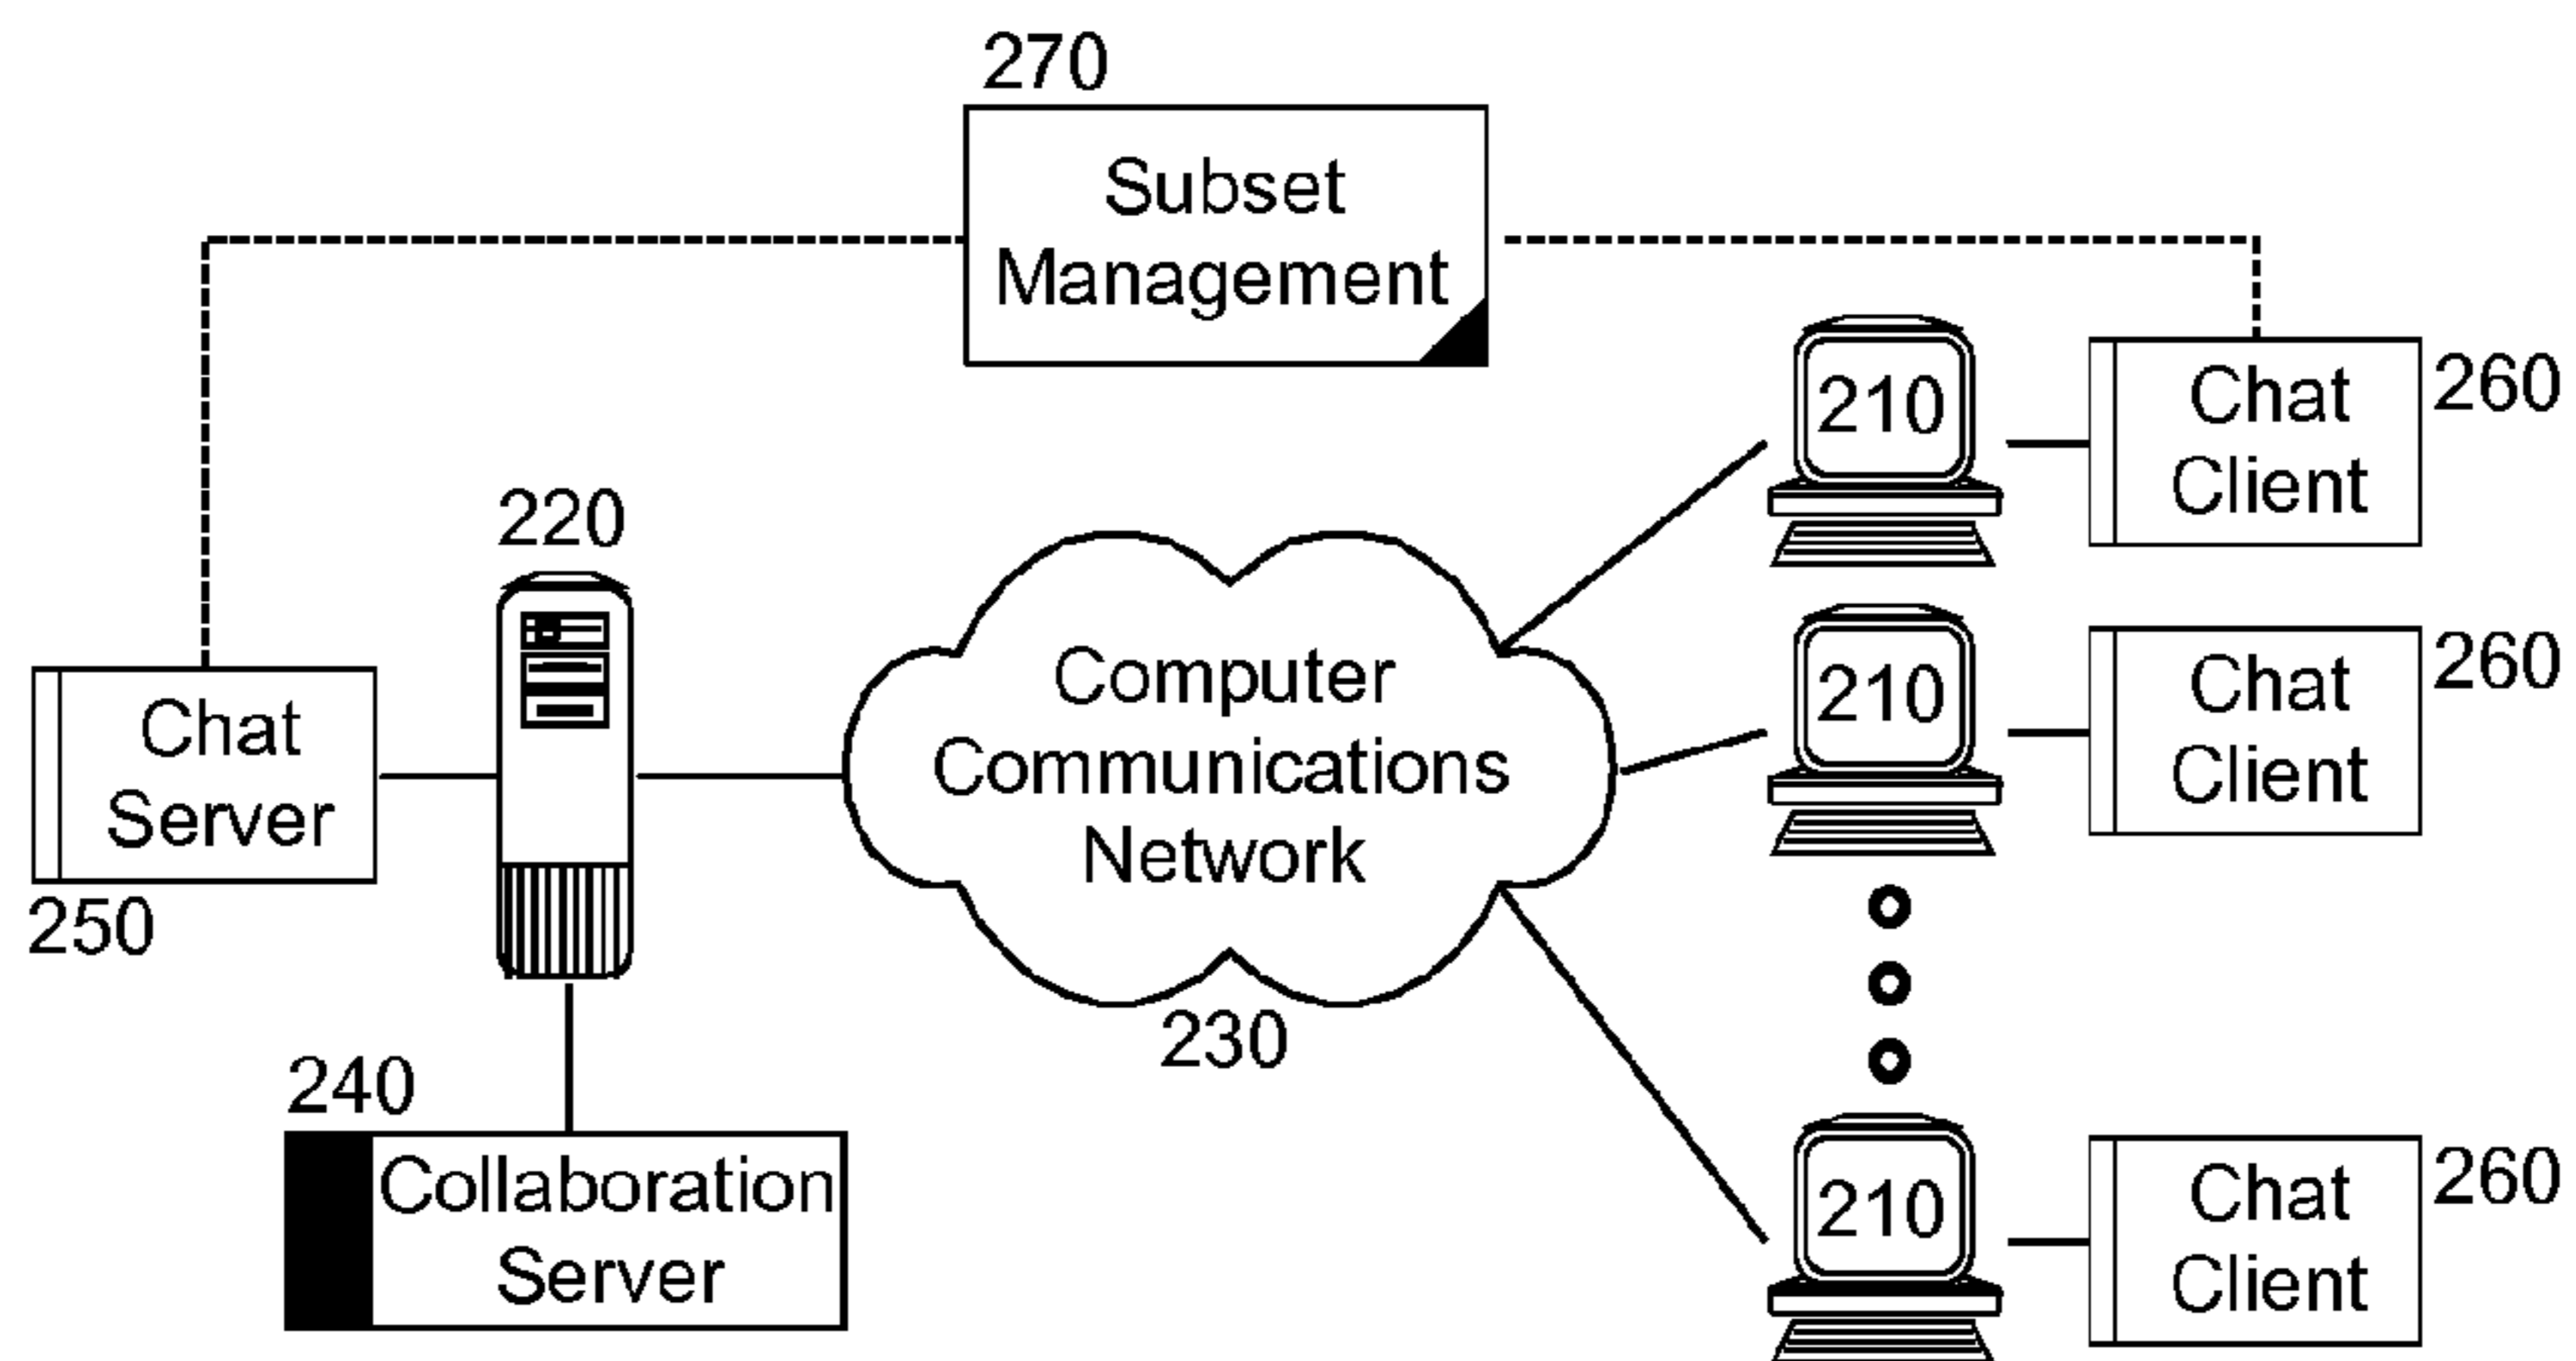 270
Subset
Management
210
Chat
Client
260
220
210
Chat
Client
260
Chat
Server
250
Computer
Communications
Network
230
240
Collaboration
Server
210
Chat
Client
260